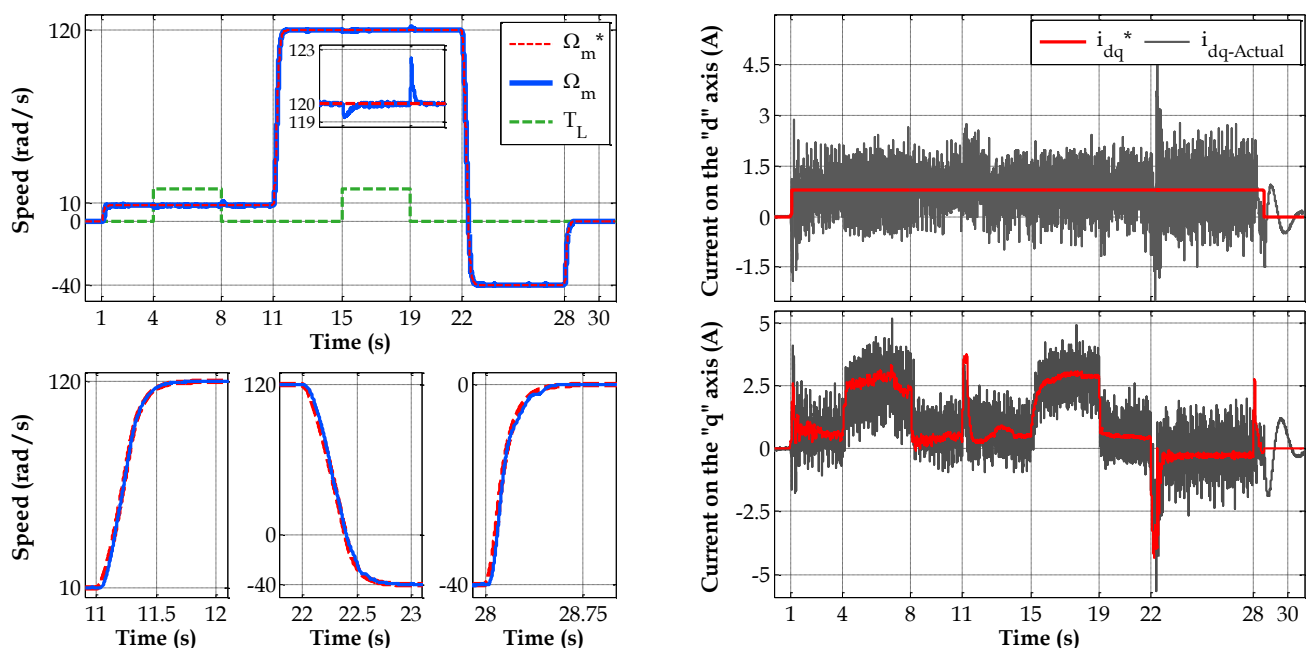 Speed (rad / s)
120
10
0
-40
Ω_m*
Ω_m
T_L
123
120
119
1 4 8 11 15 19 22 28 30
Time (s)
Speed (rad / s)
120
10
11 11.5 12
Time (s)
120
0
-40
22 22.5 23
Time (s)
0
-40
28 28.75
Time (s)
Current on the "d" axis (A)
4.5
3
1.5
0
-1.5
i_dq* i_dq-Actual
Current on the "q" axis (A)
5
2.5
0
-2.5
-5
1 4 8 11 15 19 22 28 30
Time (s)